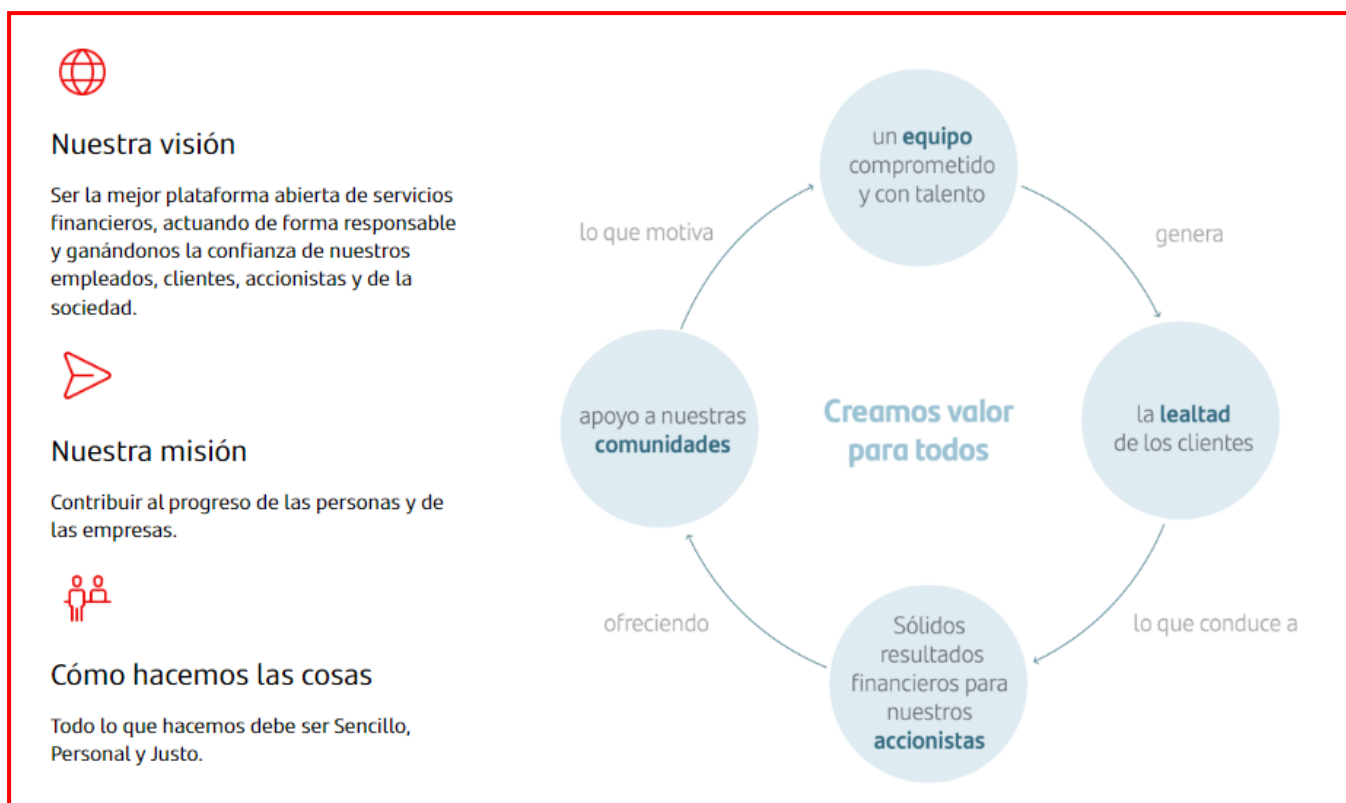 Nuestra visión
Ser la mejor plataforma abierta de servicios
financieros, actuando de forma responsable
y ganándonos la confianza de nuestros
empleados, clientes, accionistas y de la
sociedad.
Nuestra misión
Contribuir al progreso de las personas y de
las empresas.
Cómo hacemos las cosas
Todo lo que hacemos debe ser Sencillo,
Personal y Justo.
un equipo
comprometido
y con talento
genera
la lealtad
de los clientes
lo que conduce a
Sólidos
resultados
financieros para
nuestros
accionistas
ofreciendo
apoyo a nuestras
comunidades
lo que motiva
Creamos valor
para todos